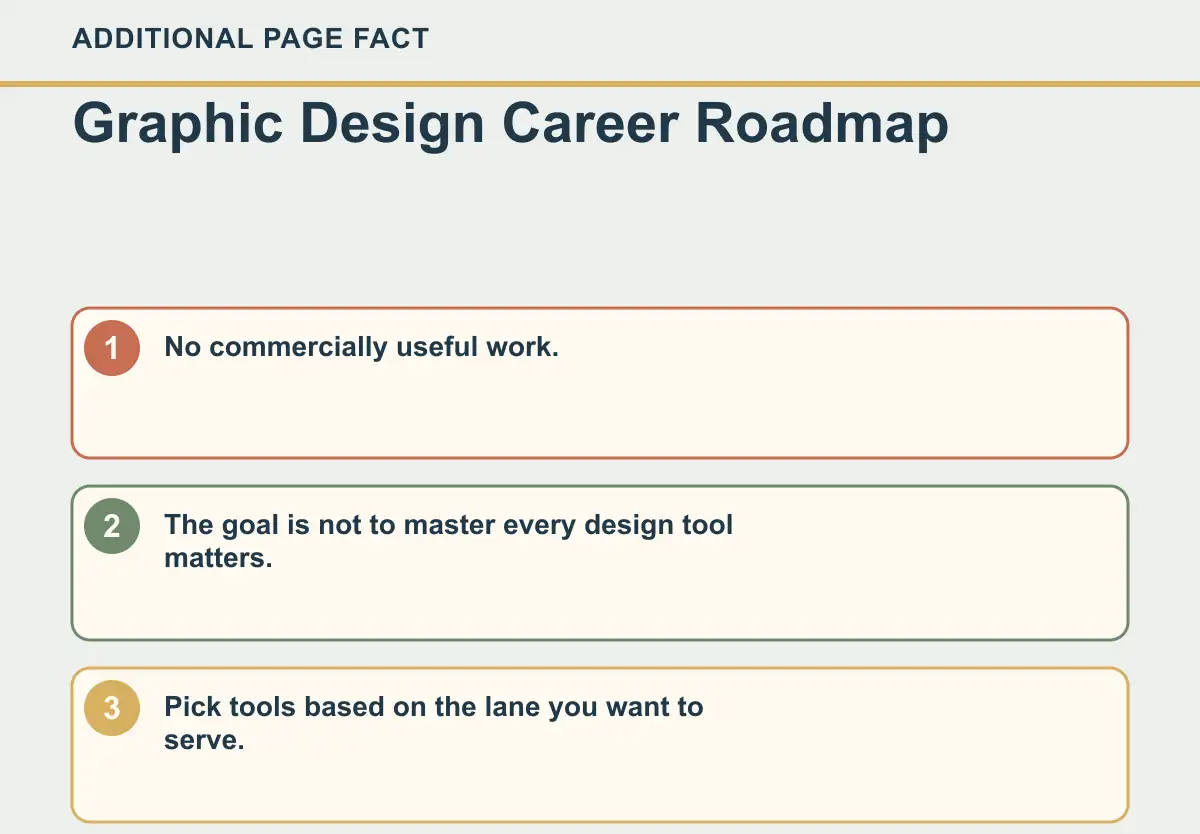 ADDITIONAL PAGE FACT
Graphic Design Career Roadmap
1
No commercially useful work.
2
The goal is not to master every design tool
matters.
3
Pick tools based on the lane you want to
serve.